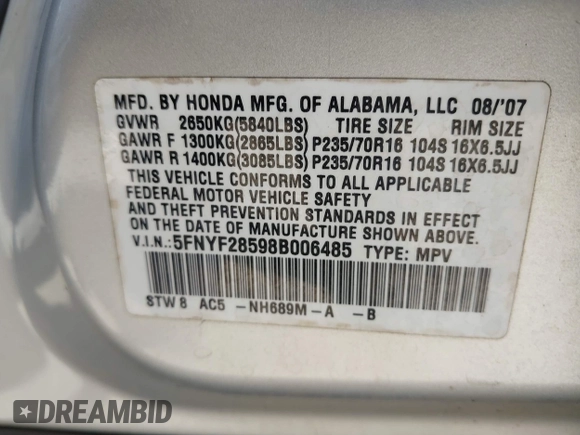 MFD. BY HONDA MFG. OF ALABAMA, LLC 08/'07
GVWR 2650KG(5840LBS) TIRE SIZE RIM SIZE
GAWR F 1300KG(2865LBS) P235/70R16 104S 16X6.5JJ
GAWR R 1400KG(3085LBS) P235/70R16 104S 16X6.5JJ
THIS VEHICLE CONFORMS TO ALL APPLICABLE
FEDERAL MOTOR VEHICLE SAFETY
AND THEFT PREVENTION STANDARDS IN EFFECT
ON THE DATE OF MANUFACTURE SHOWN ABOVE.
V.I.N.:5FNYF28598B006485 TYPE: MPV
STW8 AC5 -NH689M-A -B
DREAMBID